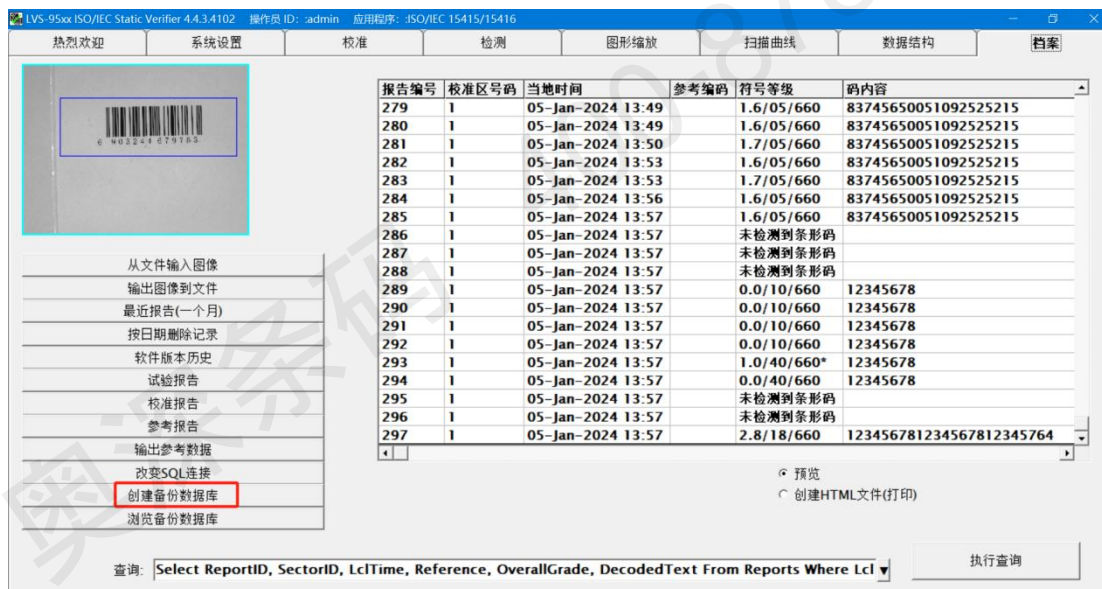 LVS-95xx ISO/IEC Static Verifier 4.4.3.4102 操作员 ID: :admin 应用程序: :ISO/IEC 15415/15416
热烈欢迎 系统设置 校准 检测 图形缩放 扫描曲线 数据结构 档案
报告编号 校准区号码 当地时间 参考编码 符号等级 码内容
279 1 05-Jan-2024 13:49 1.6/05/660 83745650051092525215
280 1 05-Jan-2024 13:49 1.6/05/660 83745650051092525215
281 1 05-Jan-2024 13:50 1.7/05/660 83745650051092525215
282 1 05-Jan-2024 13:53 1.6/05/660 83745650051092525215
283 1 05-Jan-2024 13:53 1.7/05/660 83745650051092525215
284 1 05-Jan-2024 13:56 1.6/05/660 83745650051092525215
285 1 05-Jan-2024 13:57 1.6/05/660 83745650051092525215
286 1 05-Jan-2024 13:57 未检测到条形码
287 1 05-Jan-2024 13:57 未检测到条形码
288 1 05-Jan-2024 13:57 未检测到条形码
289 1 05-Jan-2024 13:57 0.0/10/660 12345678
290 1 05-Jan-2024 13:57 0.0/10/660 12345678
291 1 05-Jan-2024 13:57 0.0/10/660 12345678
292 1 05-Jan-2024 13:57 0.0/10/660 12345678
293 1 05-Jan-2024 13:57 1.0/40/660* 12345678
294 1 05-Jan-2024 13:57 0.0/40/660 12345678
295 1 05-Jan-2024 13:57 未检测到条形码
296 1 05-Jan-2024 13:57 未检测到条形码
297 1 05-Jan-2024 13:57 2.8/18/660 123456781234567812345764
从文件输入图像
输出图像到文件
最近报告(一个月)
按日期删除记录
软件版本历史
试验报告
校准报告
参考报告
输出参考数据
改变SQL连接
创建备份数据库
浏览备份数据库
预览
创建HTML文件(打印)
查询: Select ReportID, SectorID, LclTime, Reference, OverallGrade, DecodedText From Reports Where Lcl
执行查询
奥深条码